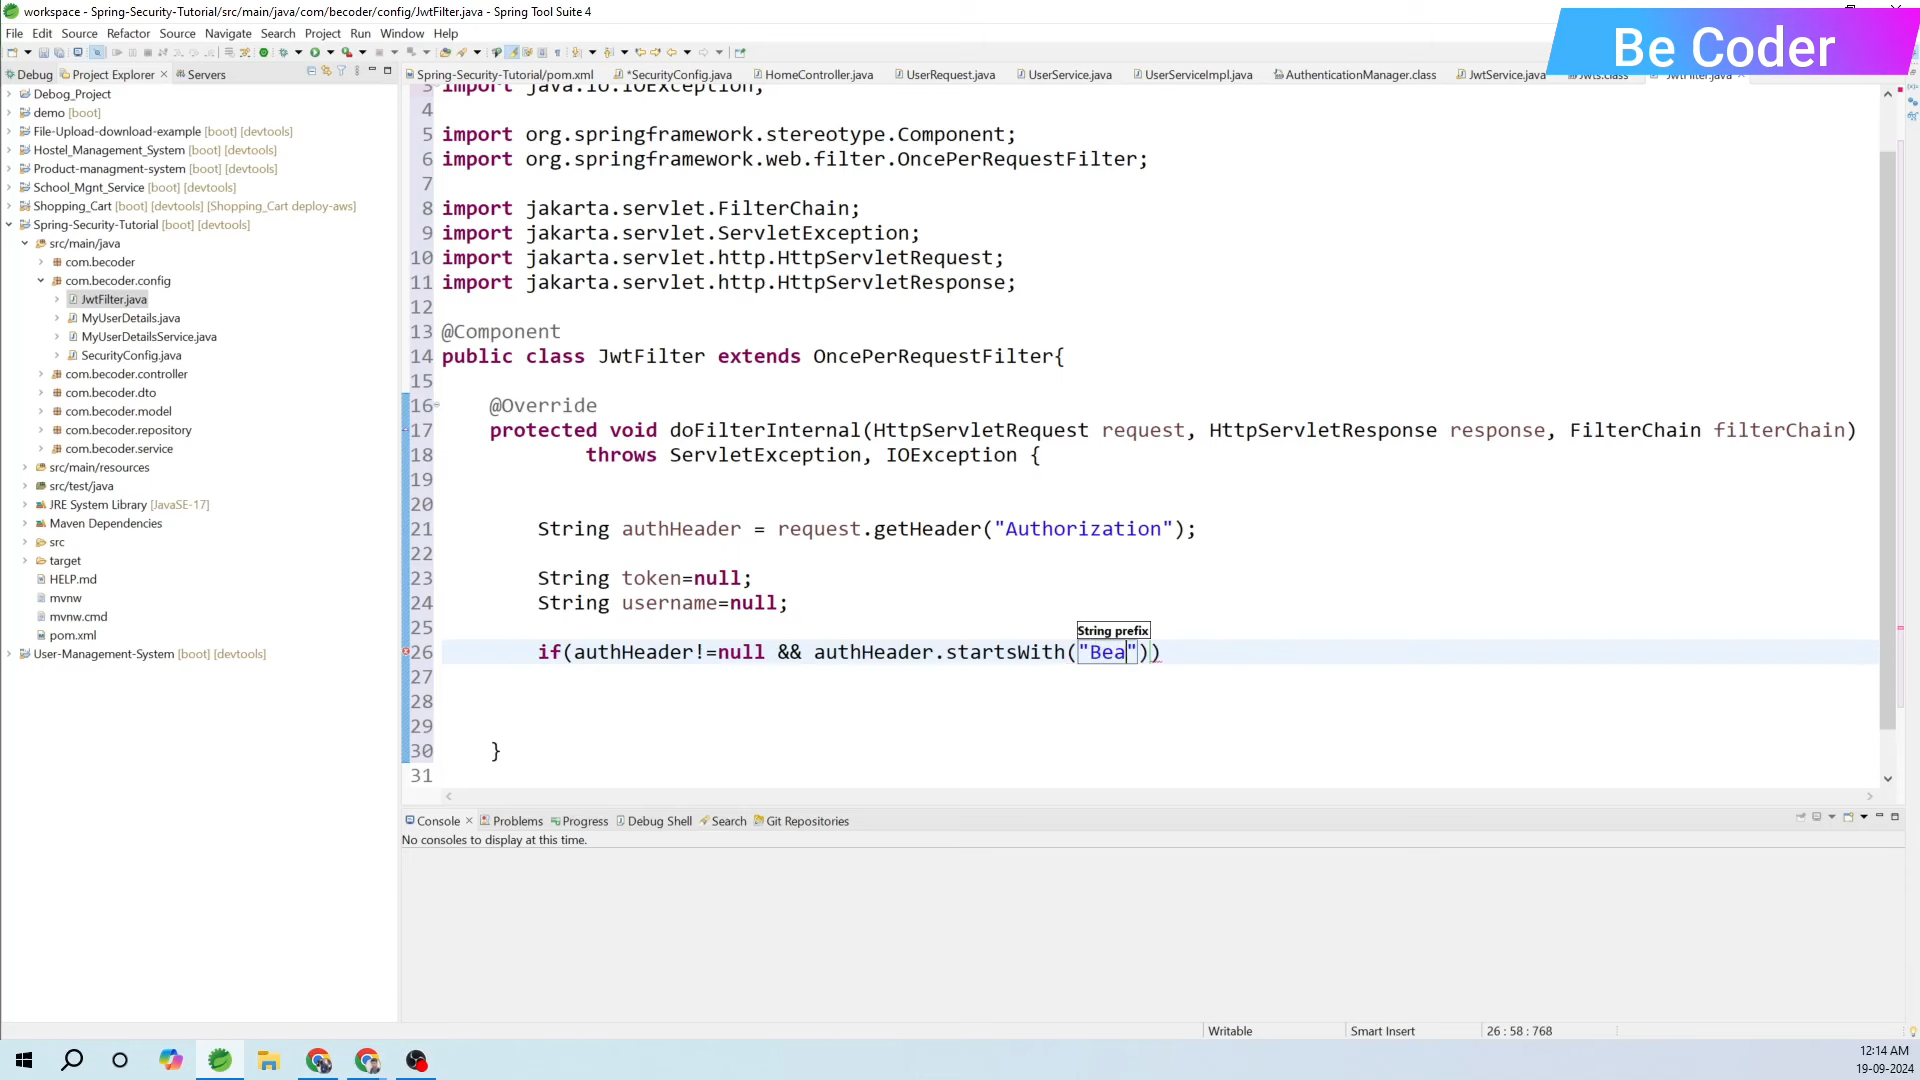 workspace - Spring-Security-Tutorial/src/main/java/com/becoder/config/JwtFilter.java - Spring Tool Suite 4
Be Coder
File Edit Source Refactor Source Navigate Search Project Run Window Help
Debug Project Explorer Servers
Spring-Security-Tutorial/pom.xml *SecurityConfig.java HomeController.java UserRequest.java UserService.java UserServiceImpl.java AuthenticationManager.class JwtService.java Jwts.class JwtFilter.java
Debog_Project
demo [boot]
File-Upload-download-example [boot] [devtools]
Hostel_Management_System [boot] [devtools]
Product-managment-system [boot] [devtools]
School_Mgnt_Service [boot] [devtools]
Shopping_Cart [boot] [devtools] [Shopping_Cart deploy-aws]
Spring-Security-Tutorial [boot] [devtools]
src/main/java
com.becoder
com.becoder.config
JwtFilter.java
MyUserDetails.java
MyUserDetailsService.java
SecurityConfig.java
com.becoder.controller
com.becoder.dto
com.becoder.model
com.becoder.repository
com.becoder.service
src/main/resources
src/test/java
JRE System Library [JavaSE-17]
Maven Dependencies
src
target
HELP.md
mvnw
mvnw.cmd
pom.xml
User-Management-System [boot] [devtools]
3 import java.io.IOException;
4
5 import org.springframework.stereotype.Component;
6 import org.springframework.web.filter.OncePerRequestFilter;
7
8 import jakarta.servlet.FilterChain;
9 import jakarta.servlet.ServletException;
10 import jakarta.servlet.http.HttpServletRequest;
11 import jakarta.servlet.http.HttpServletResponse;
12
13 @Component
14 public class JwtFilter extends OncePerRequestFilter{
15
16 @Override
17 protected void doFilterInternal(HttpServletRequest request, HttpServletResponse response, FilterChain filterChain)
18 throws ServletException, IOException {
19
20
21 String authHeader = request.getHeader("Authorization");
22
23 String token=null;
24 String username=null;
25
String prefix
26 if(authHeader!=null && authHeader.startsWith("Bea"))
27
28
29
30 }
31
Console Problems Progress Debug Shell Search Git Repositories
No consoles to display at this time.
Writable Smart Insert 26 : 58 : 768
12:14 AM
19-09-2024